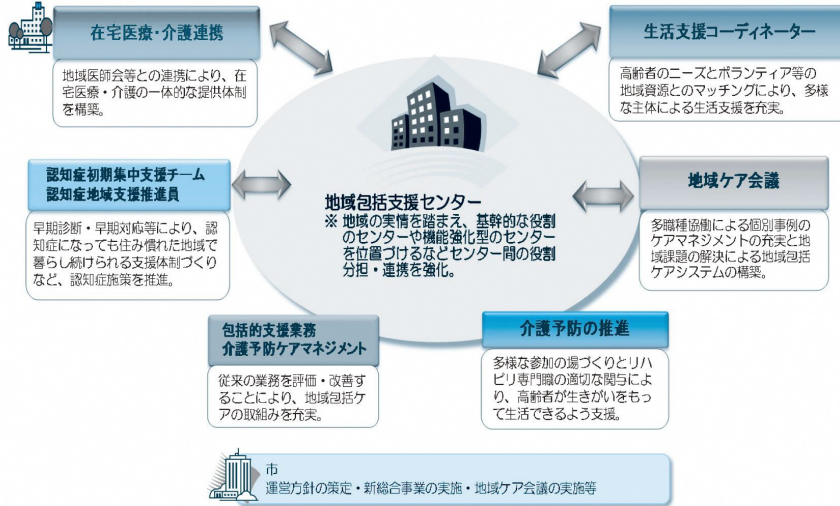 在宅医療・介護連携
地域医師会等との連携により、在
宅医療・介護の一体的な提供体制
を構築。
生活支援コーディネーター
高齢者のニーズとボランティア等の
地域資源とのマッチングにより、多様
な主体による生活支援を充実。
認知症初期集中支援チーム
認知症地域支援推進員
早期診断・早期対応等により、認
知症になっても住み慣れた地域で
暮らし続けられる支援体制づくり
など、認知症施策を推進。
地域包括支援センター
※ 地域の実情を踏まえ、基幹的な役割
のセンターや機能強化型のセンター
を位置づけるなどセンター間の役割
分担・連携を強化。
地域ケア会議
多職種協働による個別事例の
ケアマネジメントの充実と地
域課題の解決による地域包括
ケアシステムの構築。
包括的支援業務
介護予防ケアマネジメント
従来の業務を評価・改善す
ることにより、地域包括ケ
アの取組みを充実。
介護予防の推進
多様な参加の場づくりとリハ
ビリ専門職の適切な関与によ
り、高齢者が生きがいをもっ
て生活できるよう支援。
市
運営方針の策定・新総合事業の実施・地域ケア会議の実施等